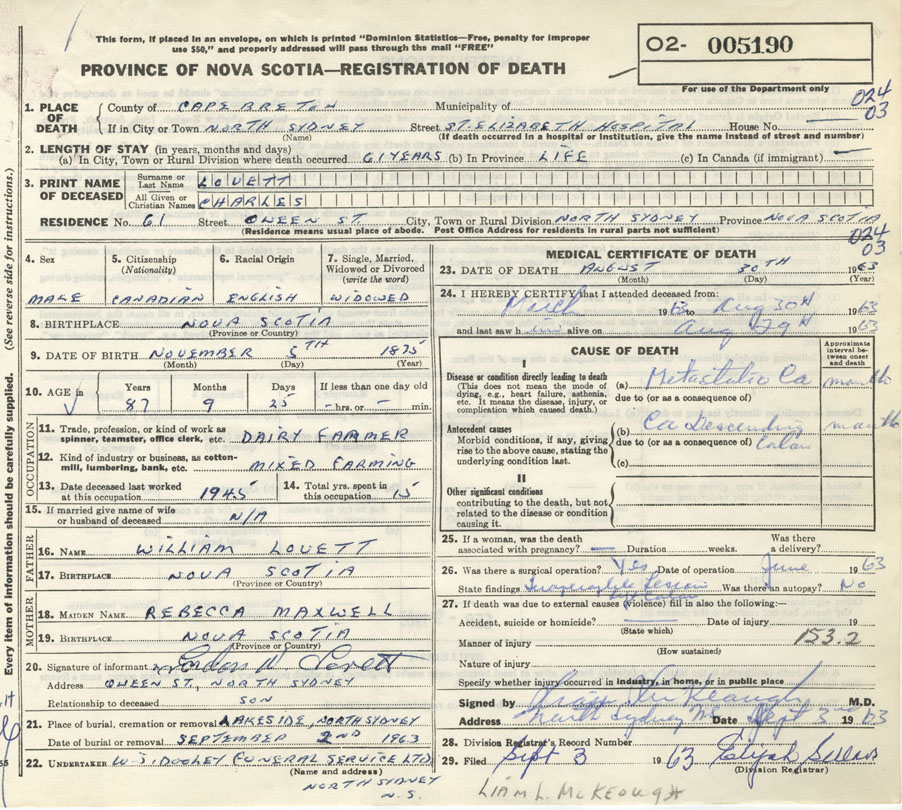 This form, if placed in an envelope, on which is printed "Dominion Statistics—Free, penalty for improper
use $50," and properly addressed will pass through the mail "FREE"
O2- 005190
PROVINCE OF NOVA SCOTIA—REGISTRATION OF DEATH
For use of the Department only
024
03
1. PLACE OF DEATH
County of CAPE BRETON Municipality of
If in City or Town NORTH SYDNEY Street ST. ELIZABETH HOSPITAL House No.
(Name) (If death occurred in a hospital or institution, give the name instead of street and number)
2. LENGTH OF STAY (in years, months and days)
(a) In City, Town or Rural Division where death occurred 61 YEARS (b) In Province LIFE (c) In Canada (if immigrant) —
3. PRINT NAME OF DECEASED
Surname or Last Name LOVETT
All Given or Christian Names CHARLES
RESIDENCE No. 61 Street QUEEN ST. City, Town or Rural Division NORTH SYDNEY Province NOVA SCOTIA
(Residence means usual place of abode. Post Office Address for residents in rural parts not sufficient)
024
03
4. Sex MALE
5. Citizenship (Nationality) CANADIAN
6. Racial Origin ENGLISH
7. Single, Married, Widowed or Divorced (write the word) WIDOWED
8. BIRTHPLACE NOVA SCOTIA
(Province or Country)
9. DATE OF BIRTH NOVEMBER 5TH 1875
(Month) (Day) (Year)
10. AGE in Years 87 Months 9 Days 25 If less than one day old - hrs. or - min.
OCCUPATION
11. Trade, profession, or kind of work as spinner, teamster, office clerk, etc. DAIRY FARMER
12. Kind of industry or business, as cotton-mill, lumbering, bank, etc. MIXED FARMING
13. Date deceased last worked at this occupation 1945
14. Total yrs. spent in this occupation 15
15. If married give name of wife or husband of deceased N/A
FATHER
16. NAME WILLIAM LOVETT
17. BIRTHPLACE NOVA SCOTIA
(Province or Country)
MOTHER
18. MAIDEN NAME REBECCA MAXWELL
19. BIRTHPLACE NOVA SCOTIA
(Province or Country)
20. Signature of informant Lovett
Address QUEEN ST., NORTH SYDNEY
Relationship to deceased SON
21. Place of burial, cremation or removal LAKESIDE, NORTH SYDNEY
Date of burial or removal SEPTEMBER 2ND 1963
22. UNDERTAKER W. J. DOOLEY FUNERAL SERVICE LTD
(Name and address)
NORTH SYDNEY
N.S.
MEDICAL CERTIFICATE OF DEATH
23. DATE OF DEATH AUGUST 30TH 1963
(Month) (Day) (Year)
24. I HEREBY CERTIFY that I attended deceased from:
March 1963 to Aug 30th 1963
and last saw him alive on Aug 29th 1963
CAUSE OF DEATH
Approximate interval between onset and death
I
Disease or condition directly leading to death
(This does not mean the mode of dying, e.g., heart failure, asthenia, etc. It means the disease, injury, or complication which caused death.)
(a) Metastatic Ca months
due to (or as a consequence of)
Antecedent causes
Morbid conditions, if any, giving rise to the above cause, stating the underlying condition last.
(b) Ca Descending Colon months
due to (or as a consequence of)
(c)
II
Other significant conditions
contributing to the death, but not related to the disease or condition causing it.
25. If a woman, was the death associated with pregnancy? — Duration weeks. Was there a delivery?
26. Was there a surgical operation? Yes Date of operation June 1963
State findings Inoperable Lesion of Colon Was there an autopsy? No
27. If death was due to external causes (violence) fill in also the following:—
Accident, suicide or homicide? Date of injury 19
(State which)
Manner of injury 153.2
(How sustained)
Nature of injury
Specify whether injury occurred in industry, in home, or in public place
Signed by McKeough M.D.
Address North Sydney NS Date Sept 3rd 1963
28. Division Registrar's Record Number
29. Filed Sept 3 1963
(Division Registrar)
LIAM L. McKEOUGH
Every item of information should be carefully supplied. (See reverse side for instructions.)